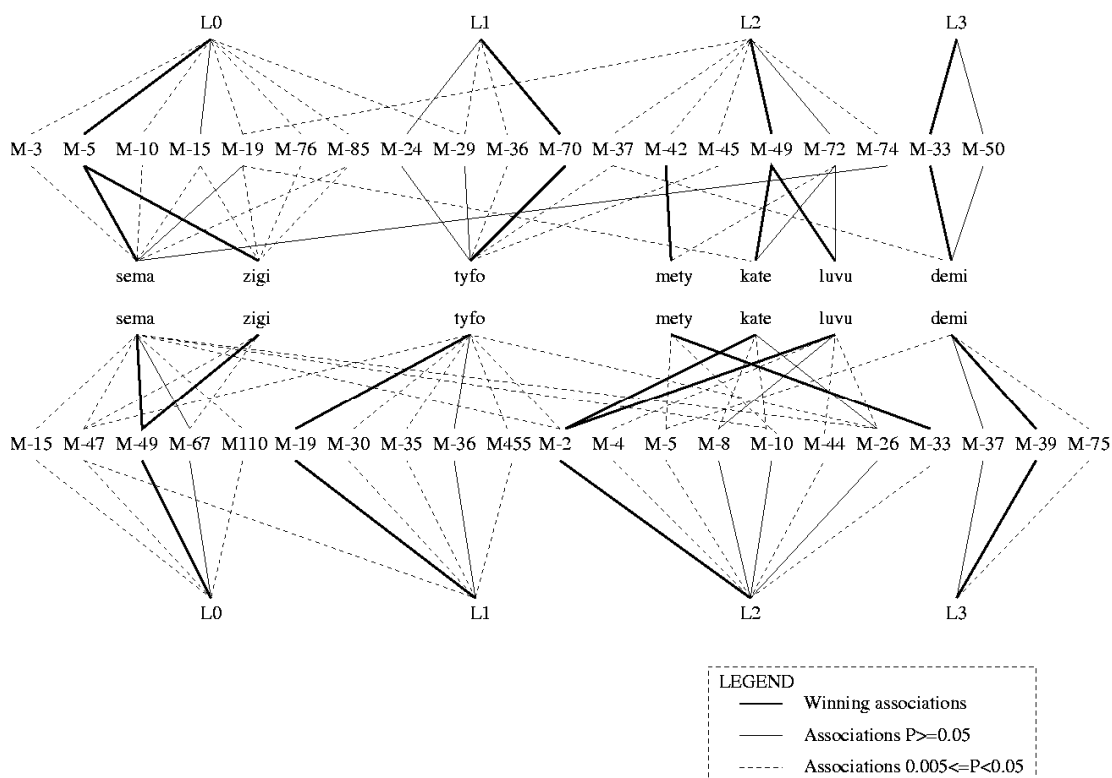 L0 L1 L2 L3
M-3 M-5 M-10 M-15 M-19 M-76 M-85 M-24 M-29 M-36 M-70 M-37 M-42 M-45 M-49 M-72 M-74 M-33 M-50
sema zigi tyfo mety kate luvu demi
sema zigi tyfo mety kate luvu demi
M-15 M-47 M-49 M-67 M110 M-19 M-30 M-35 M-36 M455 M-2 M-4 M-5 M-8 M-10 M-44 M-26 M-33 M-37 M-39 M-75
L0 L1 L2 L3
LEGEND
Winning associations
Associations P>=0.05
Associations 0.005<=P<0.05